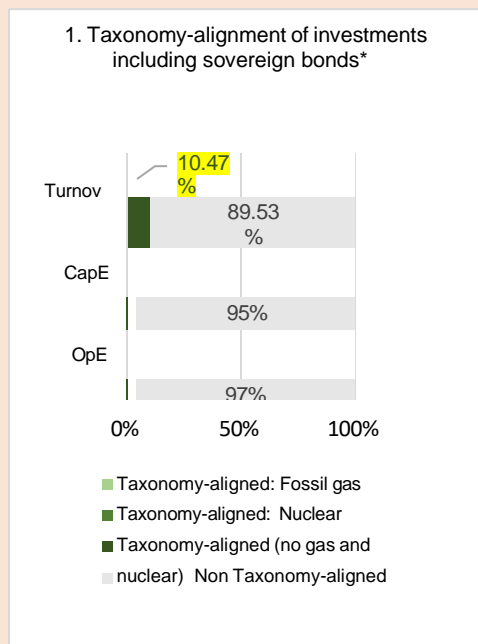 1. Taxonomy-alignment of investments
including sovereign bonds*
10.47
%
Turnov
89.53
%
CapE
95%
OpE
97%
0% 50% 100%
Taxonomy-aligned: Fossil gas
Taxonomy-aligned: Nuclear
Taxonomy-aligned (no gas and
nuclear) Non Taxonomy-aligned